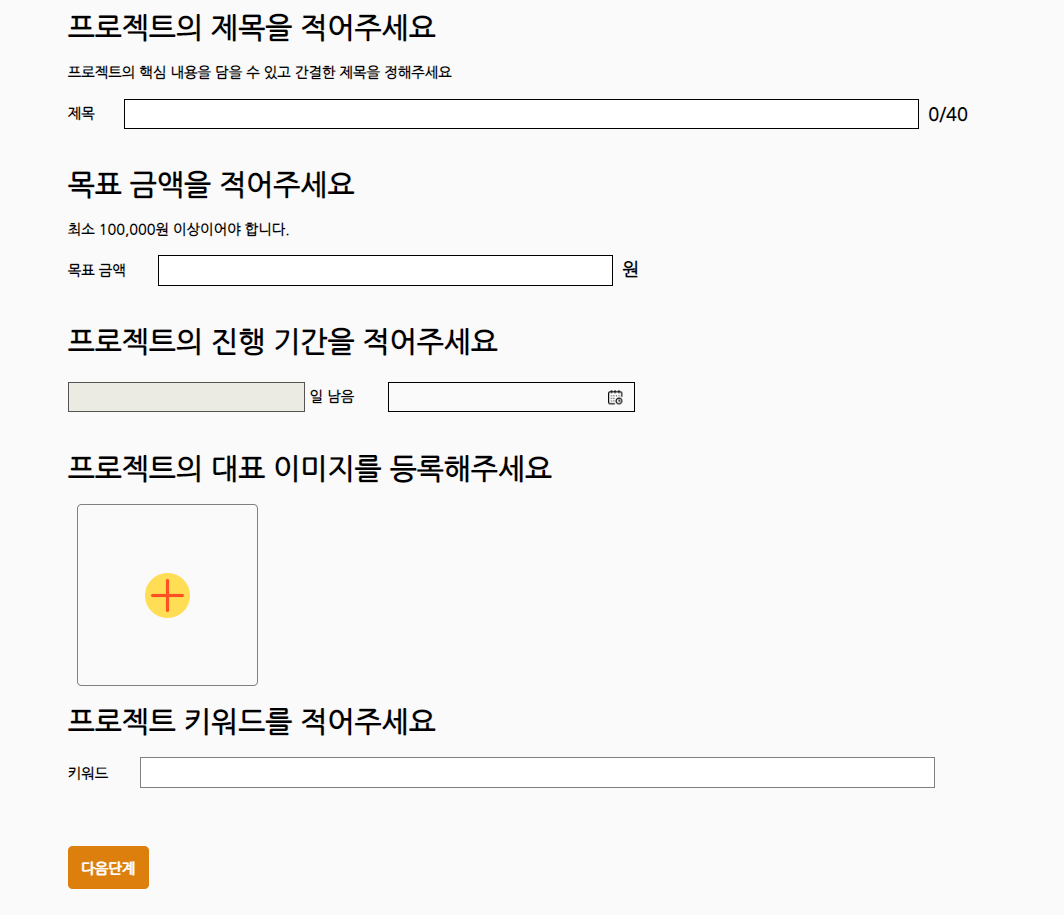 프로젝트의 제목을 적어주세요
프로젝트의 핵심 내용을 담을 수 있고 간결한 제목을 정해주세요
제목 0/40
목표 금액을 적어주세요
최소 100,000원 이상이어야 합니다.
목표 금액 원
프로젝트의 진행 기간을 적어주세요
일 남음
프로젝트의 대표 이미지를 등록해주세요
프로젝트 키워드를 적어주세요
키워드
다음단계